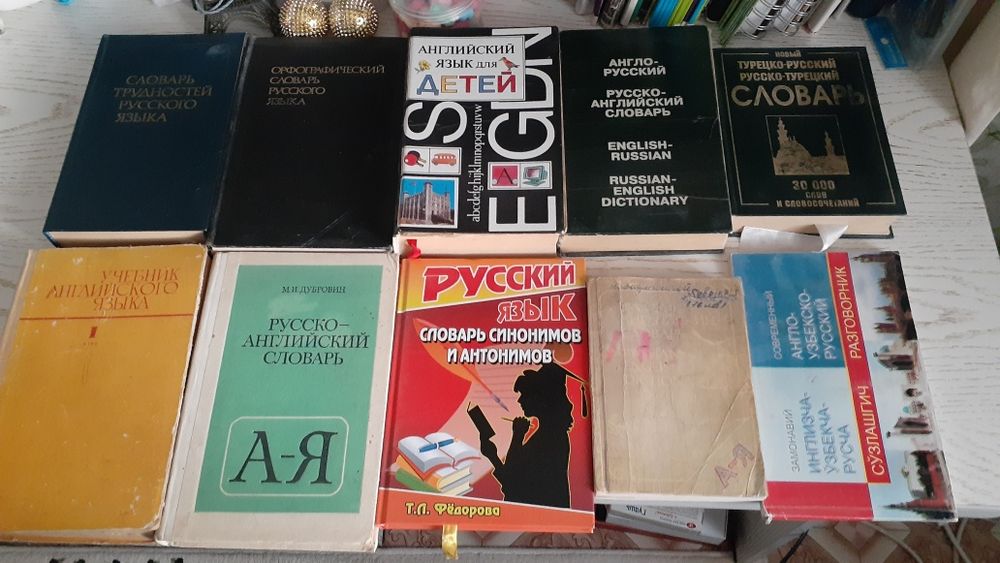 СЛОВАРЬ
ТРУДНОСТЕЙ
РУССКОГО
ЯЗЫКА
ОРФОГРАФИЧЕСКИЙ
СЛОВАРЬ
РУССКОГО
ЯЗЫКА
АНГЛИЙСКИЙ
ЯЗЫК для
ДЕТЕЙ
abcdefghijklmnopqrstuvw
A
АНГЛО-
РУССКИЙ
РУССКО-
АНГЛИЙСКИЙ
СЛОВАРЬ
ENGLISH-
RUSSIAN
RUSSIAN-
ENGLISH
DICTIONARY
НОВЫЙ
ТУРЕЦКО-РУССКИЙ
РУССКО-ТУРЕЦКИЙ
СЛОВАРЬ
30 000
СЛОВ
И СЛОВОСОЧЕТАНИЙ
УЧЕБНИК
АНГЛИЙСКОГО
ЯЗЫКА
1
М.И.ДУБРОВИН
РУССКО-
АНГЛИЙСКИЙ
СЛОВАРЬ
А-Я
РУССКИЙ
ЯЗЫК
СЛОВАРЬ СИНОНИМОВ
И АНТОНИМОВ
Т.Л. Фёдорова
А-Я
СОВРЕМЕННЫЙ
АНГЛО-
УЗБЕКСКО-
РУССКИЙ
РАЗГОВОРНИК
ЗАМОНАВИЙ
ИНГЛИЗЧА-
УЗБЕКЧА-
РУСЧА
СЎЗЛАШГИЧ